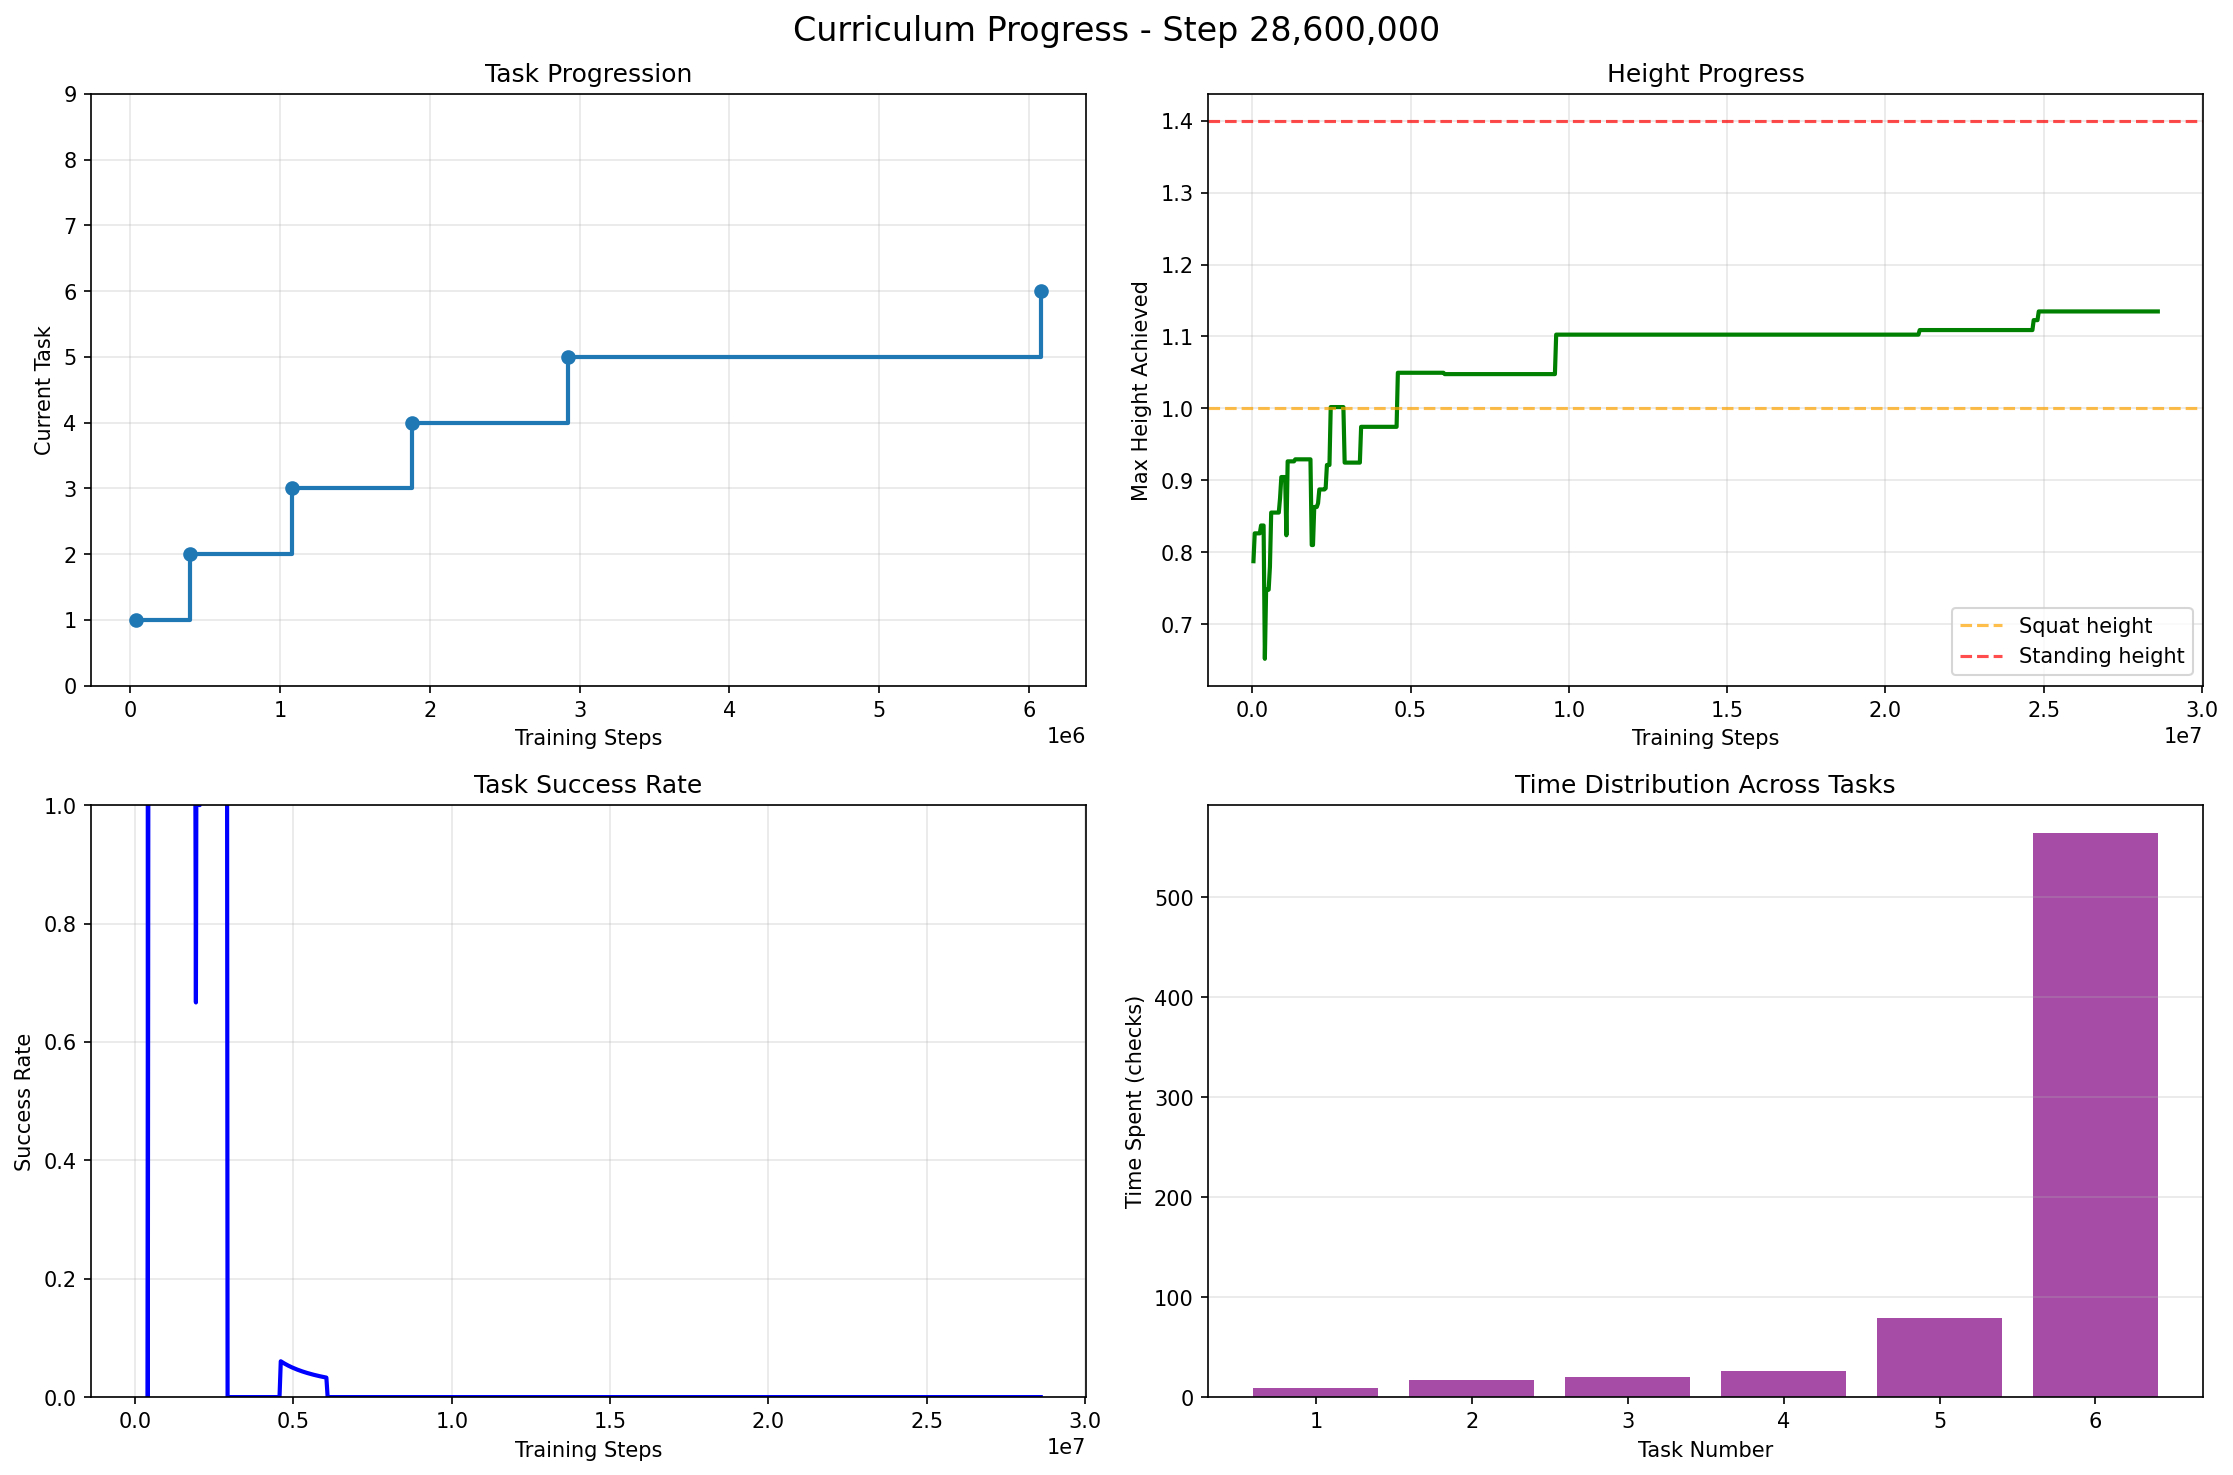 Curriculum Progress - Step 28,600,000
Task Progression
9
8
7
6
5
4
3
2
1
0
Current Task
0 1 2 3 4 5 6
1e6
Training Steps
Height Progress
1.4
1.3
1.2
1.1
1.0
0.9
0.8
0.7
Max Height Achieved
Squat height
Standing height
0.0 0.5 1.0 1.5 2.0 2.5 3.0
1e7
Training Steps
Task Success Rate
1.0
0.8
0.6
0.4
0.2
0.0
Success Rate
0.0 0.5 1.0 1.5 2.0 2.5 3.0
1e7
Training Steps
Time Distribution Across Tasks
500
400
300
200
100
0
Time Spent (checks)
1 2 3 4 5 6
Task Number